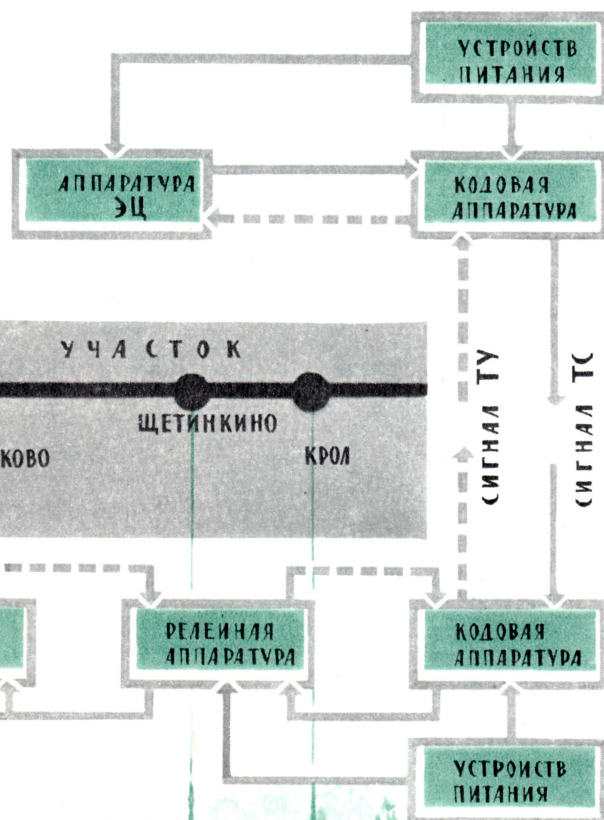 УСТРОЙСТВ
ПИТАНИЯ
АППАРАТУРА
ЭЦ
КОДОВАЯ
АППАРАТУРА
УЧАСТОК
ЩЕТИНКИНО
КОВО
КРОЛ
СИГНАЛ ТУ
СИГНАЛ ТС
РЕЛЕЙНАЯ
АППАРАТУРА
КОДОВАЯ
АППАРАТУРА
УСТРОЙСТВ
ПИТАНИЯ